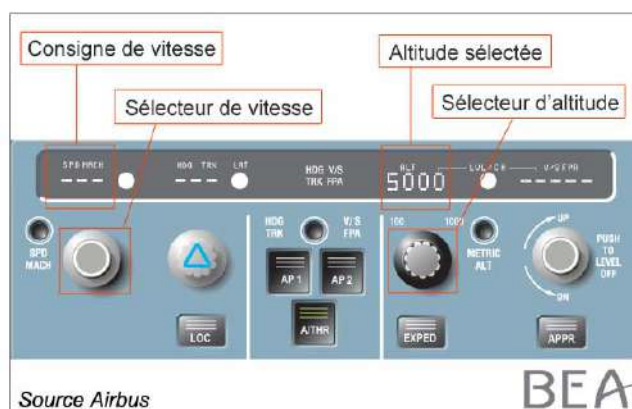 Consigne de vitesse
Altitude sélectée
Sélecteur de vitesse
Sélecteur d'altitude
SPD MACH
HDG TRK LAT
HDG V/S
TRK FPA
ALT LVL/CH V/S FPA
--- --- 5000 -----
SPD
MACH
HDG
TRK
V/S
FPA
100 1000
METRIC
ALT
UP
DN
PUSH
TO
LEVEL
OFF
AP 1 AP 2
A/THR
LOC
EXPED
APPR
Source Airbus
BEA